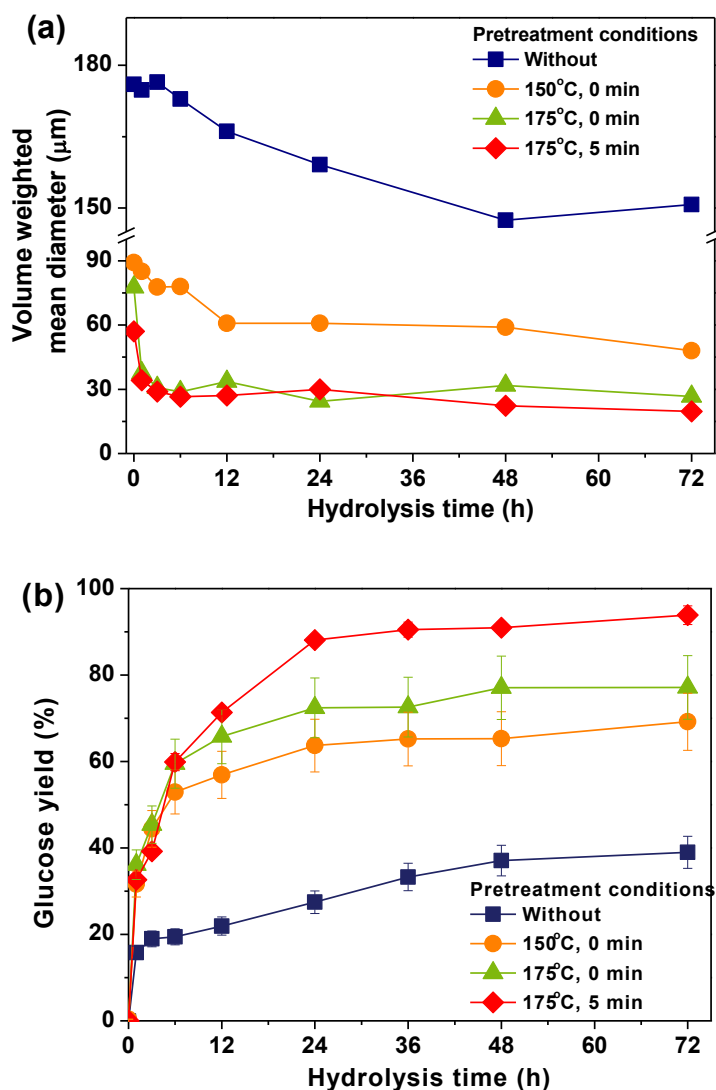 (a)
Pretreatment conditions
Without
150°C, 0 min
175°C, 0 min
175°C, 5 min
Volume weighted
mean diameter (μm)
180
150
90
60
30
0
0 12 24 36 48 60 72
Hydrolysis time (h)
(b)
Glucose yield (%)
100
80
60
40
20
0
Pretreatment conditions
Without
150°C, 0 min
175°C, 0 min
175°C, 5 min
0 12 24 36 48 60 72
Hydrolysis time (h)